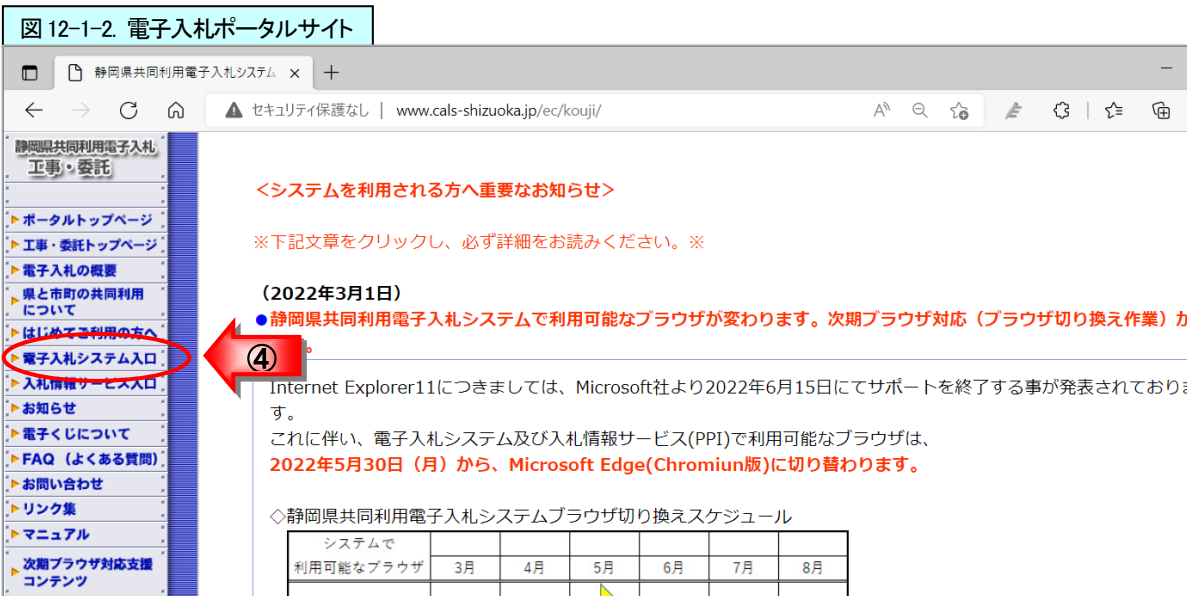 図 12-1-2. 電子入札ポータルサイト
静岡県共同利用電子入札システム
セキュリティ保護なし | www.cals-shizuoka.jp/ec/kouji/
静岡県共同利用電子入札
工事・委託
ポータルトップページ
工事・委託トップページ
電子入札の概要
県と市町の共同利用
について
はじめてご利用の方へ
電子入札システム入口
入札情報サービス入口
お知らせ
電子くじについて
FAQ（よくある質問）
お問い合わせ
リンク集
マニュアル
次期ブラウザ対応支援
コンテンツ
④
＜システムを利用される方へ重要なお知らせ＞
※下記文章をクリックし、必ず詳細をお読みください。※
（2022年3月1日）
●静岡県共同利用電子入札システムで利用可能なブラウザが変わります。次期ブラウザ対応（ブラウザ切り換え作業）か
。
Internet Explorer11につきましては、Microsoft社より2022年6月15日にてサポートを終了する事が発表されておりま
す。
これに伴い、電子入札システム及び入札情報サービス(PPI)で利用可能なブラウザは、
2022年5月30日（月）から、Microsoft Edge(Chromiun版)に切り替わります。
◇静岡県共同利用電子入札システムブラウザ切り換えスケジュール
システムで
利用可能なブラウザ 3月 4月 5月 6月 7月 8月